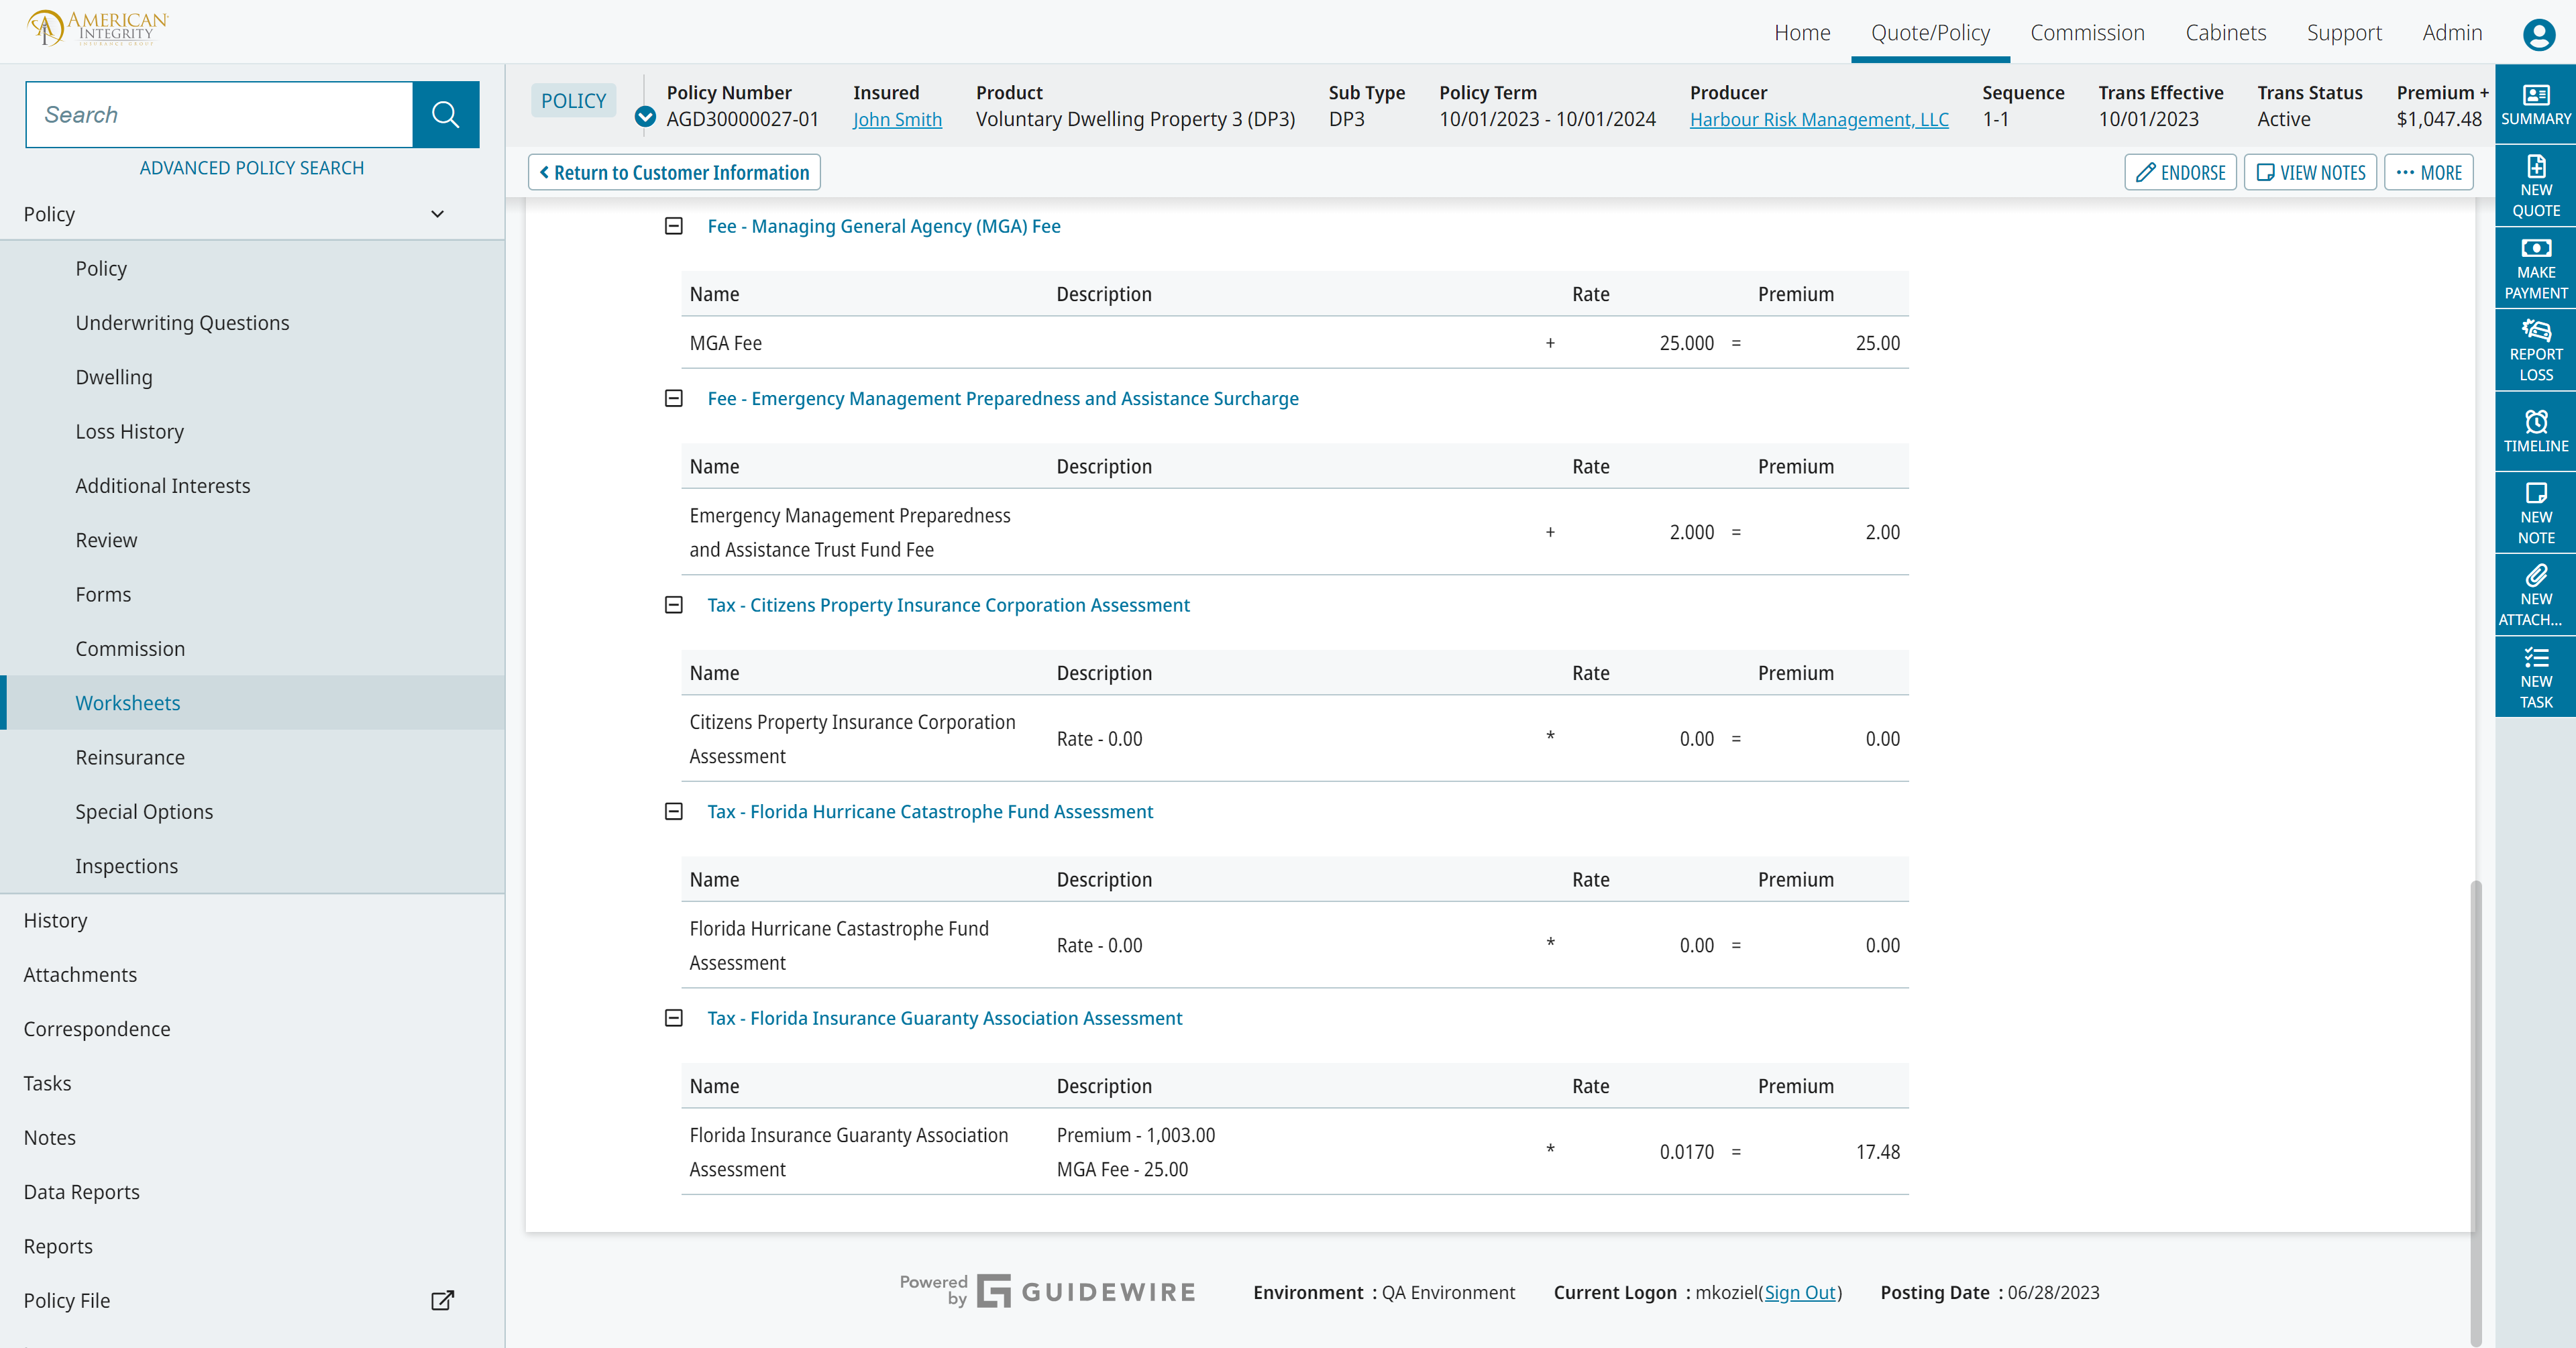 AMERICAN
INTEGRITY
INSURANCE GROUP
Home Quote/Policy Commission Cabinets Support Admin
Search
ADVANCED POLICY SEARCH
Policy
Policy
Underwriting Questions
Dwelling
Loss History
Additional Interests
Review
Forms
Commission
Worksheets
Reinsurance
Special Options
Inspections
History
Attachments
Correspondence
Tasks
Notes
Data Reports
Reports
Policy File
POLICY
Policy Number Insured Product Sub Type Policy Term Producer Sequence Trans Effective Trans Status Premium +
AGD30000027-01 John Smith Voluntary Dwelling Property 3 (DP3) DP3 10/01/2023 - 10/01/2024 Harbour Risk Management, LLC 1-1 10/01/2023 Active $1,047.48
Return to Customer Information ENDORSE VIEW NOTES ••• MORE
Fee - Managing General Agency (MGA) Fee
Name Description Rate Premium
MGA Fee + 25.000 = 25.00
Fee - Emergency Management Preparedness and Assistance Surcharge
Name Description Rate Premium
Emergency Management Preparedness
and Assistance Trust Fund Fee + 2.000 = 2.00
Tax - Citizens Property Insurance Corporation Assessment
Name Description Rate Premium
Citizens Property Insurance Corporation
Assessment Rate - 0.00 * 0.00 = 0.00
Tax - Florida Hurricane Catastrophe Fund Assessment
Name Description Rate Premium
Florida Hurricane Castastrophe Fund
Assessment Rate - 0.00 * 0.00 = 0.00
Tax - Florida Insurance Guaranty Association Assessment
Name Description Rate Premium
Florida Insurance Guaranty Association Premium - 1,003.00
Assessment MGA Fee - 25.00 * 0.0170 = 17.48
Powered
by GUIDEWIRE
Environment : QA Environment Current Logon : mkoziel(Sign Out) Posting Date : 06/28/2023
SUMMARY
NEW
QUOTE
MAKE
PAYMENT
REPORT
LOSS
TIMELINE
NEW
NOTE
NEW
ATTACH...
NEW
TASK